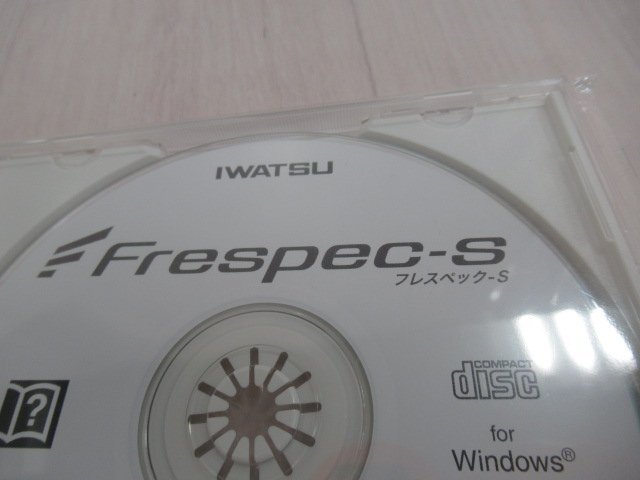 IWATSU
Frespec-S
フレスペック-S
?
COMPACT
disc
for
Windows®